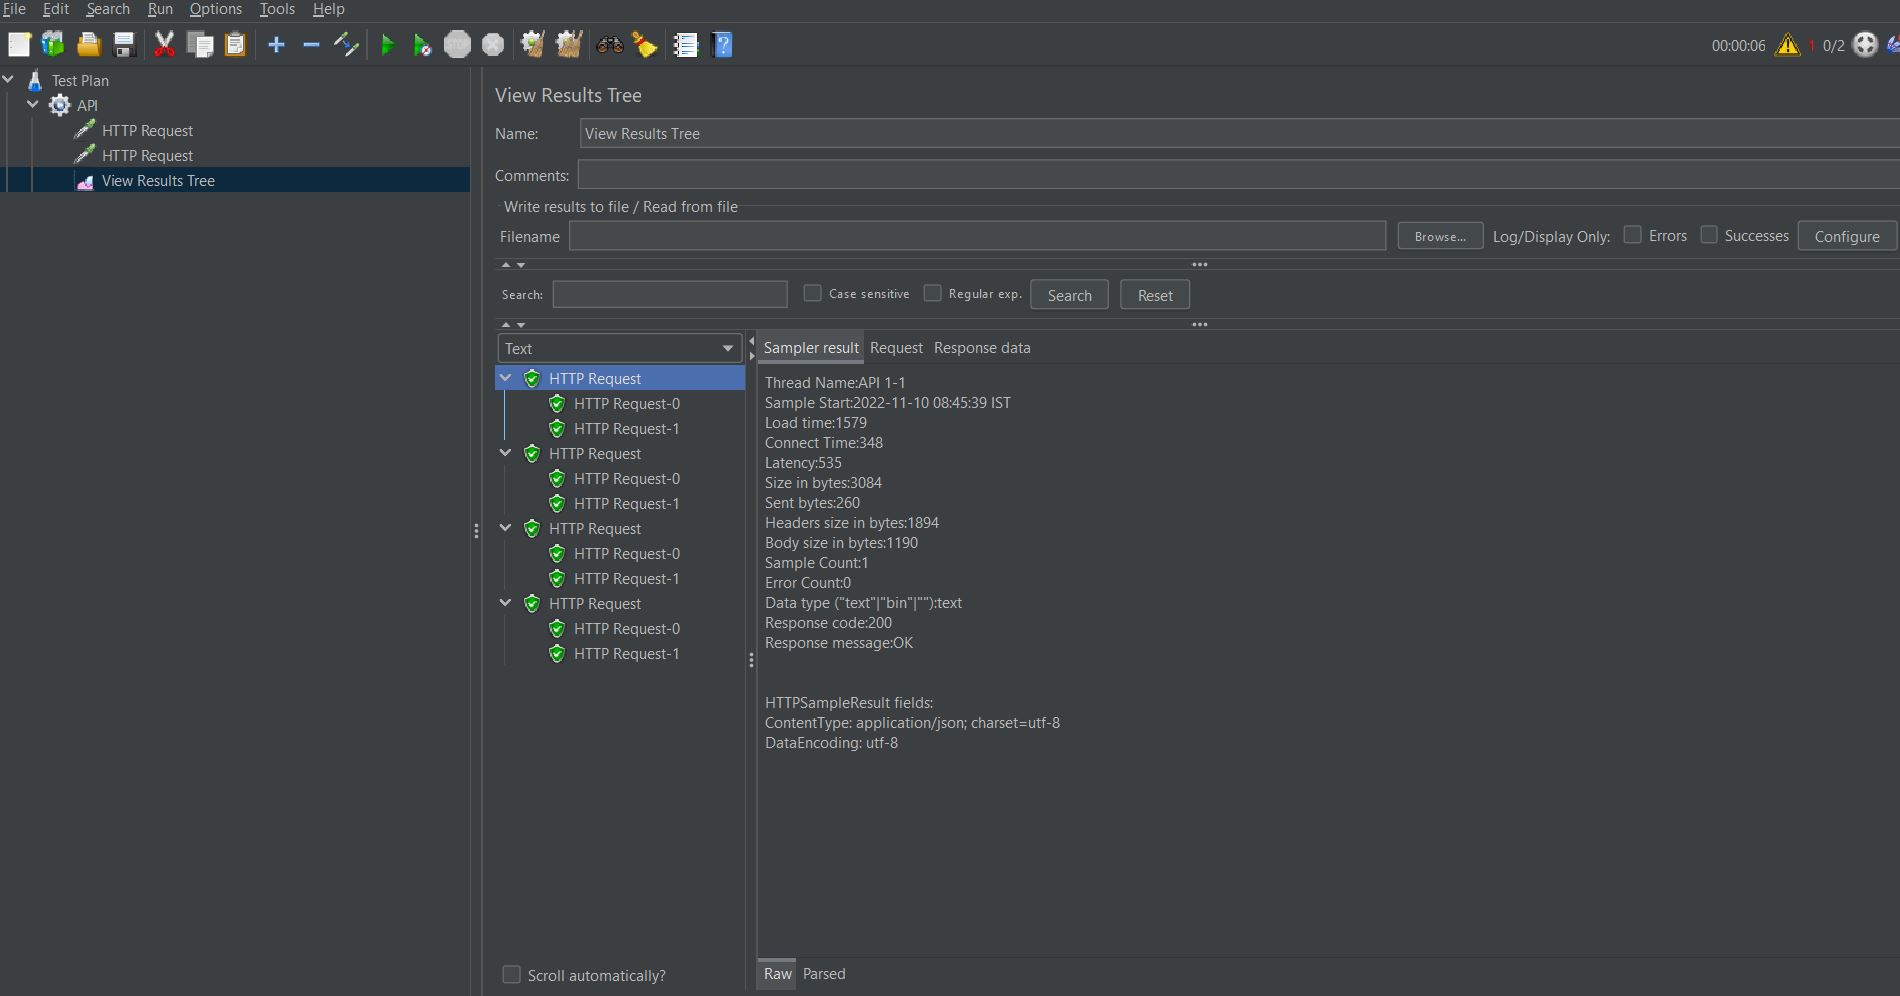 File Edit Search Run Options Tools Help
STOP
00:00:06 1 0/2
Test Plan
API
HTTP Request
HTTP Request
View Results Tree
View Results Tree
Name: View Results Tree
Comments:
Write results to file / Read from file
Filename Browse... Log/Display Only: Errors Successes Configure
Search: Case sensitive Regular exp. Search Reset
Text
HTTP Request
HTTP Request-0
HTTP Request-1
HTTP Request
HTTP Request-0
HTTP Request-1
HTTP Request
HTTP Request-0
HTTP Request-1
HTTP Request
HTTP Request-0
HTTP Request-1
Scroll automatically?
Sampler result Request Response data
Thread Name:API 1-1
Sample Start:2022-11-10 08:45:39 IST
Load time:1579
Connect Time:348
Latency:535
Size in bytes:3084
Sent bytes:260
Headers size in bytes:1894
Body size in bytes:1190
Sample Count:1
Error Count:0
Data type ("text"|"bin"|""):text
Response code:200
Response message:OK
HTTPSampleResult fields:
ContentType: application/json; charset=utf-8
DataEncoding: utf-8
Raw Parsed